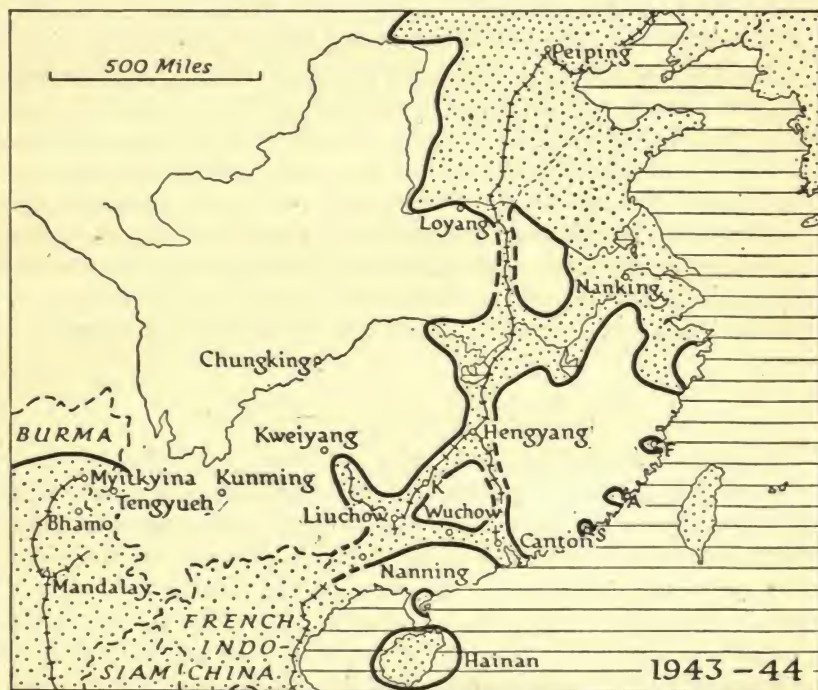 500 Miles
Peiping
Loyang
Nanking
Chungking
BURMA
Kweiyang
Hengyang
F
Myitkyina
Kunming
Tengyueh
K
A
Bhamo
Liuchow
Wuchow
S
Canton
Mandalay
Nanning
FRENCH
INDO
SIAM CHINA
Hainan
1943-44